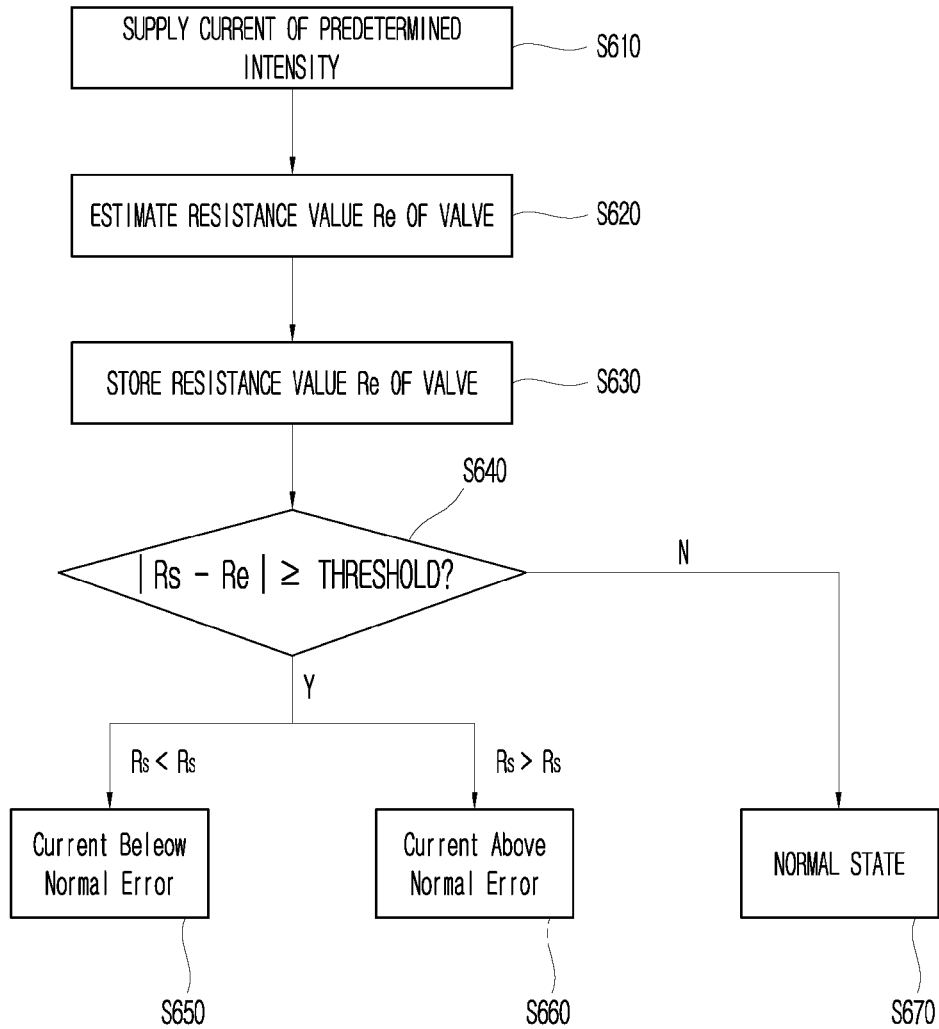 SUPPLY CURRENT OF PREDETERMINED
INTENSITY
S610
ESTIMATE RESISTANCE VALUE Re OF VALVE
S620
STORE RESISTANCE VALUE Re OF VALVE
S630
S640
| Rs - Re | ≥ THRESHOLD?
N
Y
Rs < Rs
Rs > Rs
Current Beleow
Normal Error
Current Above
Normal Error
NORMAL STATE
S650
S660
S670